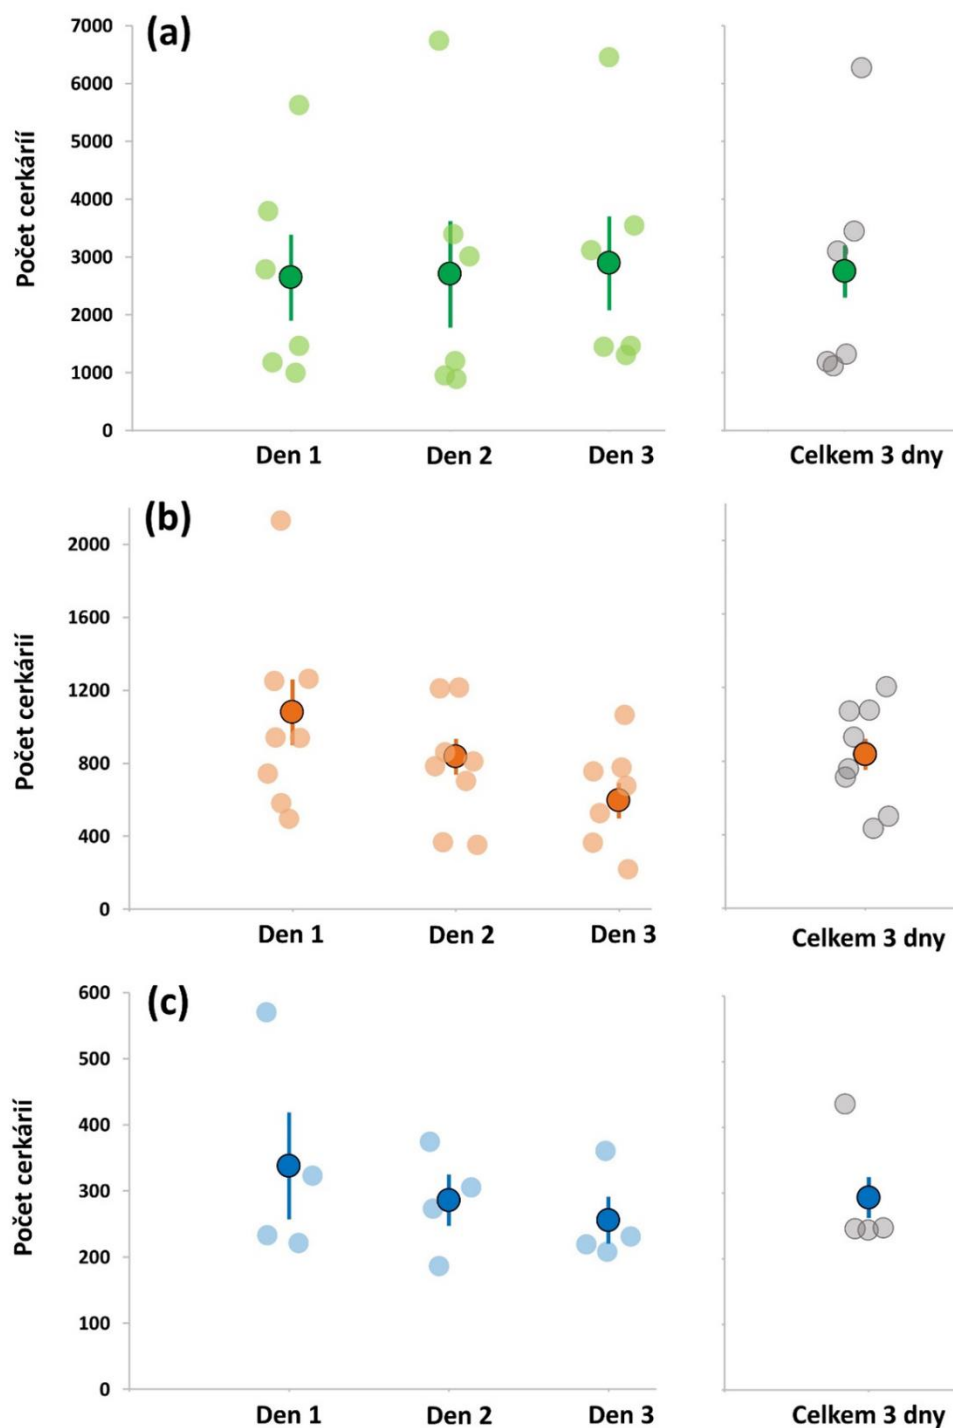 (a)
Počet cerkárií
7000
6000
5000
4000
3000
2000
1000
0
Den 1 Den 2 Den 3 Celkem 3 dny
(b)
Počet cerkárií
2000
1600
1200
800
400
0
Den 1 Den 2 Den 3 Celkem 3 dny
(c)
Počet cerkárií
600
500
400
300
200
100
0
Den 1 Den 2 Den 3 Celkem 3 dny